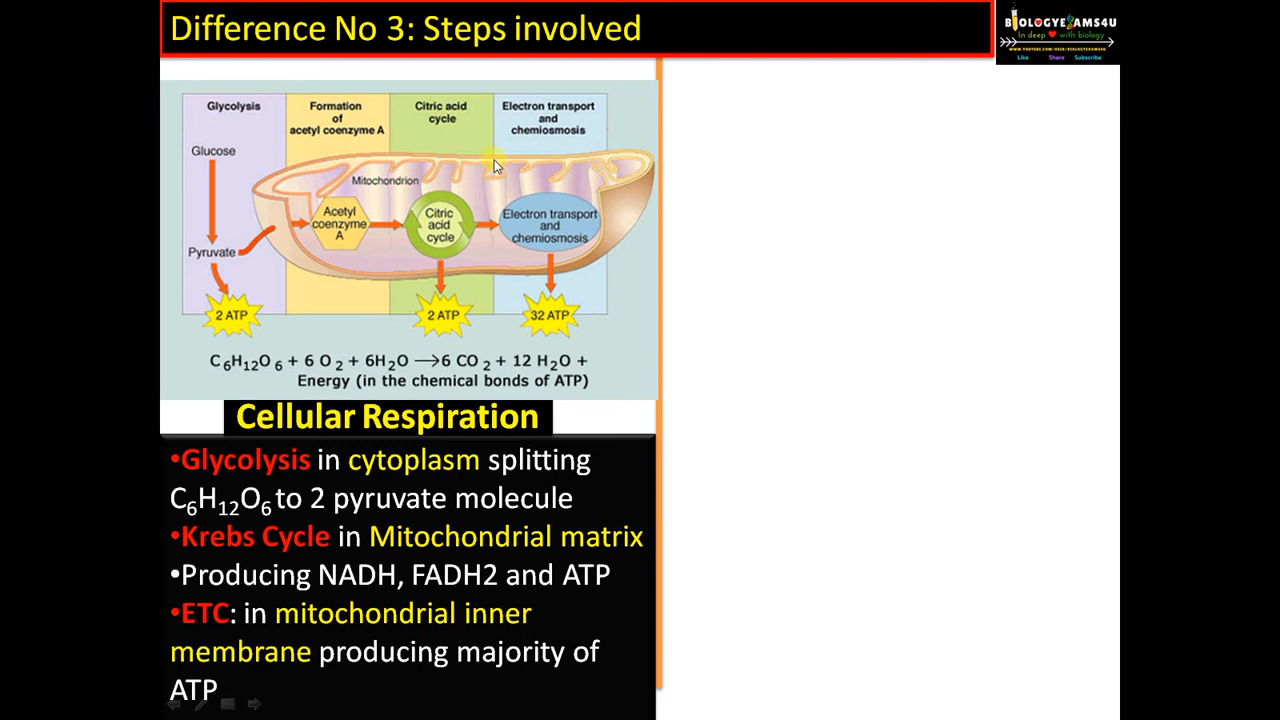 Difference No 3: Steps involved
BIOLOGYEXAMS4U
In deep with biology
WWW.YOUTUBE.COM/USER/BIOLOGYEXAMS4U
Like Share Subscribe
Glycolysis
Formation
of
acetyl coenzyme A
Citric acid
cycle
Electron transport
and
chemiosmosis
Glucose
Mitochondrion
Acetyl
coenzyme
A
Citric
acid
cycle
Electron transport
and
chemiosmosis
Pyruvate
2 ATP
2 ATP
32 ATP
C₆H₁₂O₆ + 6 O₂ + 6H₂O ⟶6 CO₂ + 12 H₂O +
Energy (in the chemical bonds of ATP)
Cellular Respiration
•Glycolysis in cytoplasm splitting
C₆H₁₂O₆ to 2 pyruvate molecule
•Krebs Cycle in Mitochondrial matrix
•Producing NADH, FADH2 and ATP
•ETC: in mitochondrial inner
membrane producing majority of
ATP